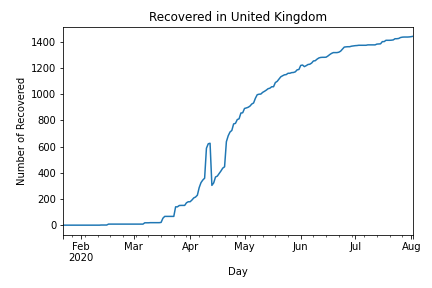 Recovered in United Kingdom
1400
1200
1000
800
600
400
200
0
Number of Recovered
Feb Mar Apr May Jun Jul Aug
2020
Day